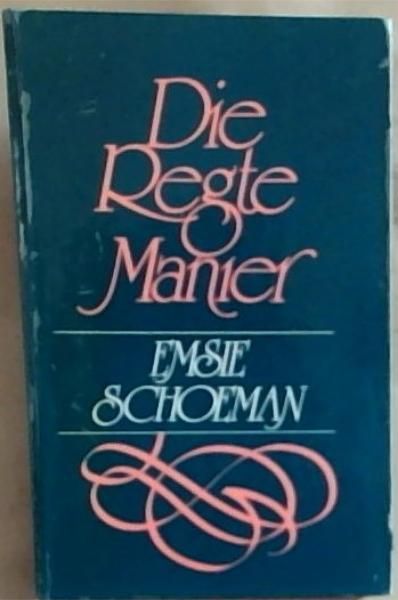 Die
Regte
Manier
EMSIE
SCHOEMAN